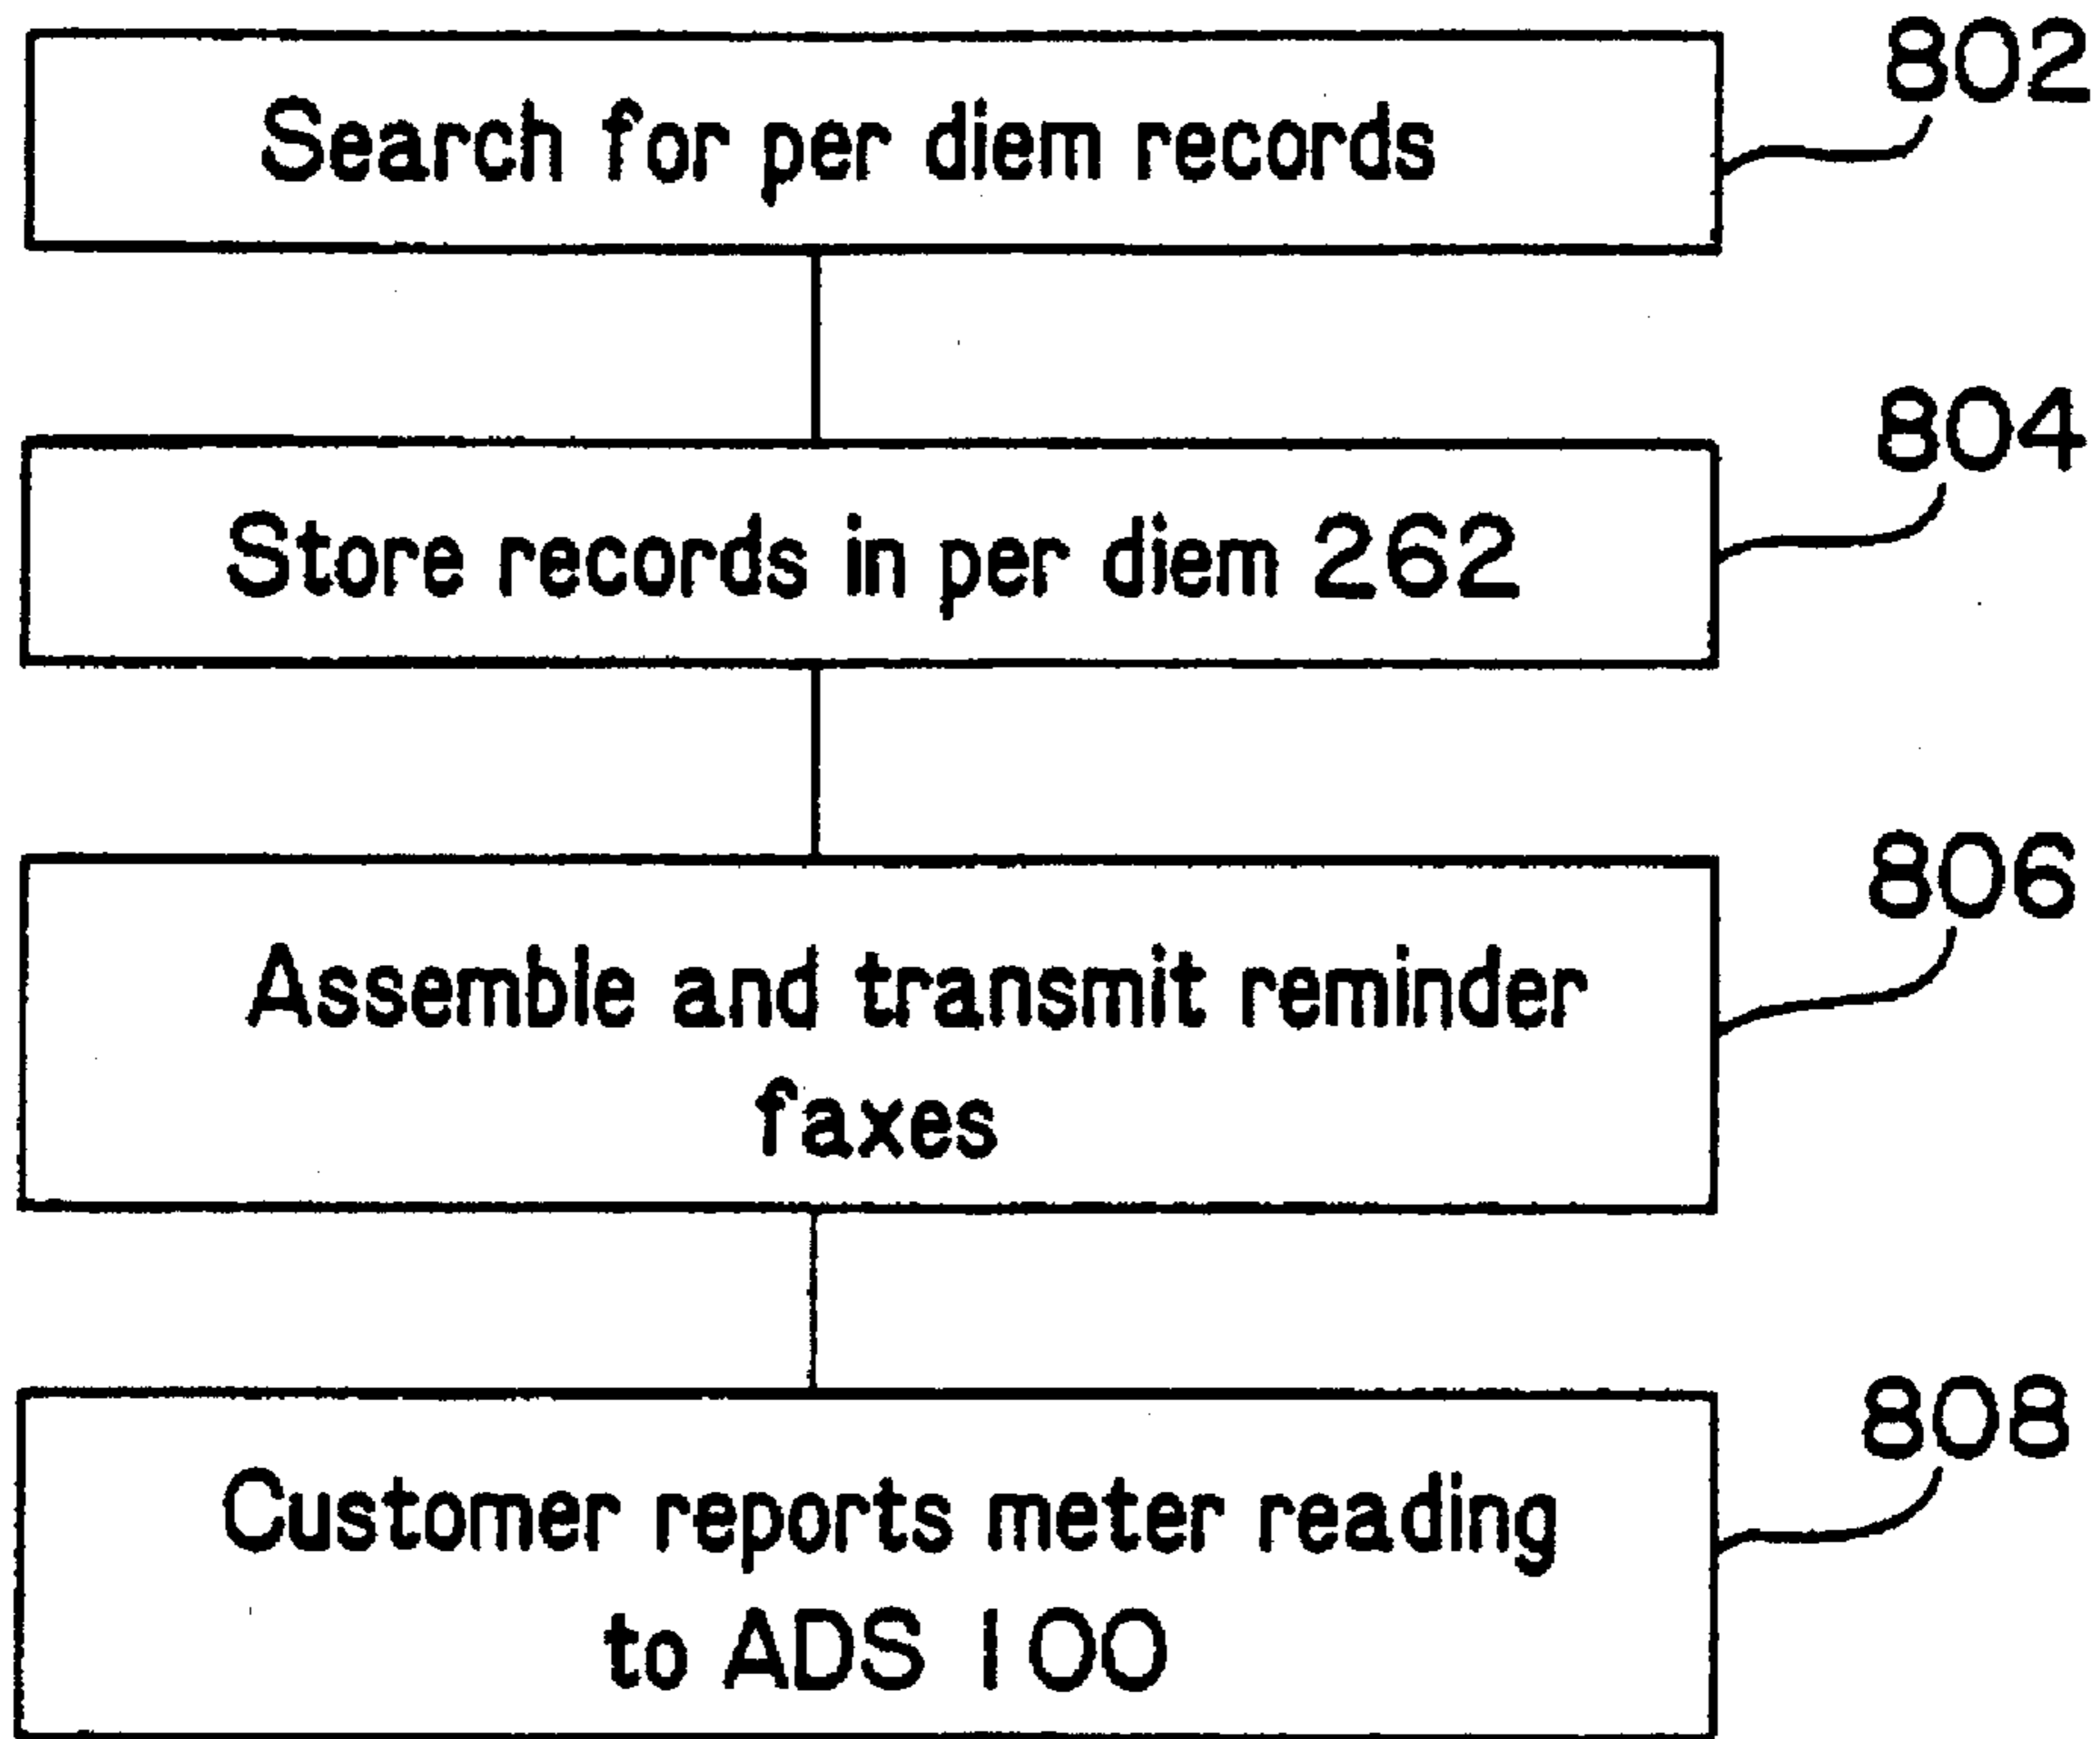 802
Search for per diem records
804
Store records in per diem 262
806
Assemble and transmit reminder
faxes
808
Customer reports meter reading
to ADS 100